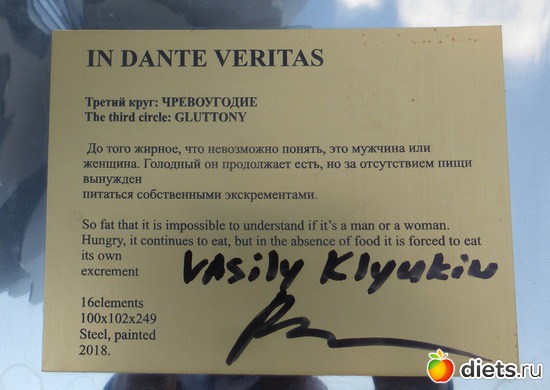 IN DANTE VERITAS
Третий круг: ЧРЕВОУГОДИЕ
The third circle: GLUTTONY
До того жирное, что невозможно понять, это мужчина или
женщина. Голодный он продолжает есть, но за отсутствием пищи
вынужден
питаться собственными экскрементами.
So fat that it is impossible to understand if it's a man or a woman.
Hungry, it continues to eat, but in the absence of food it is forced to eat
its own
excrement
Vasily Klyukin
16elements
100x102x249
Steel, painted
2018.
diets.ru